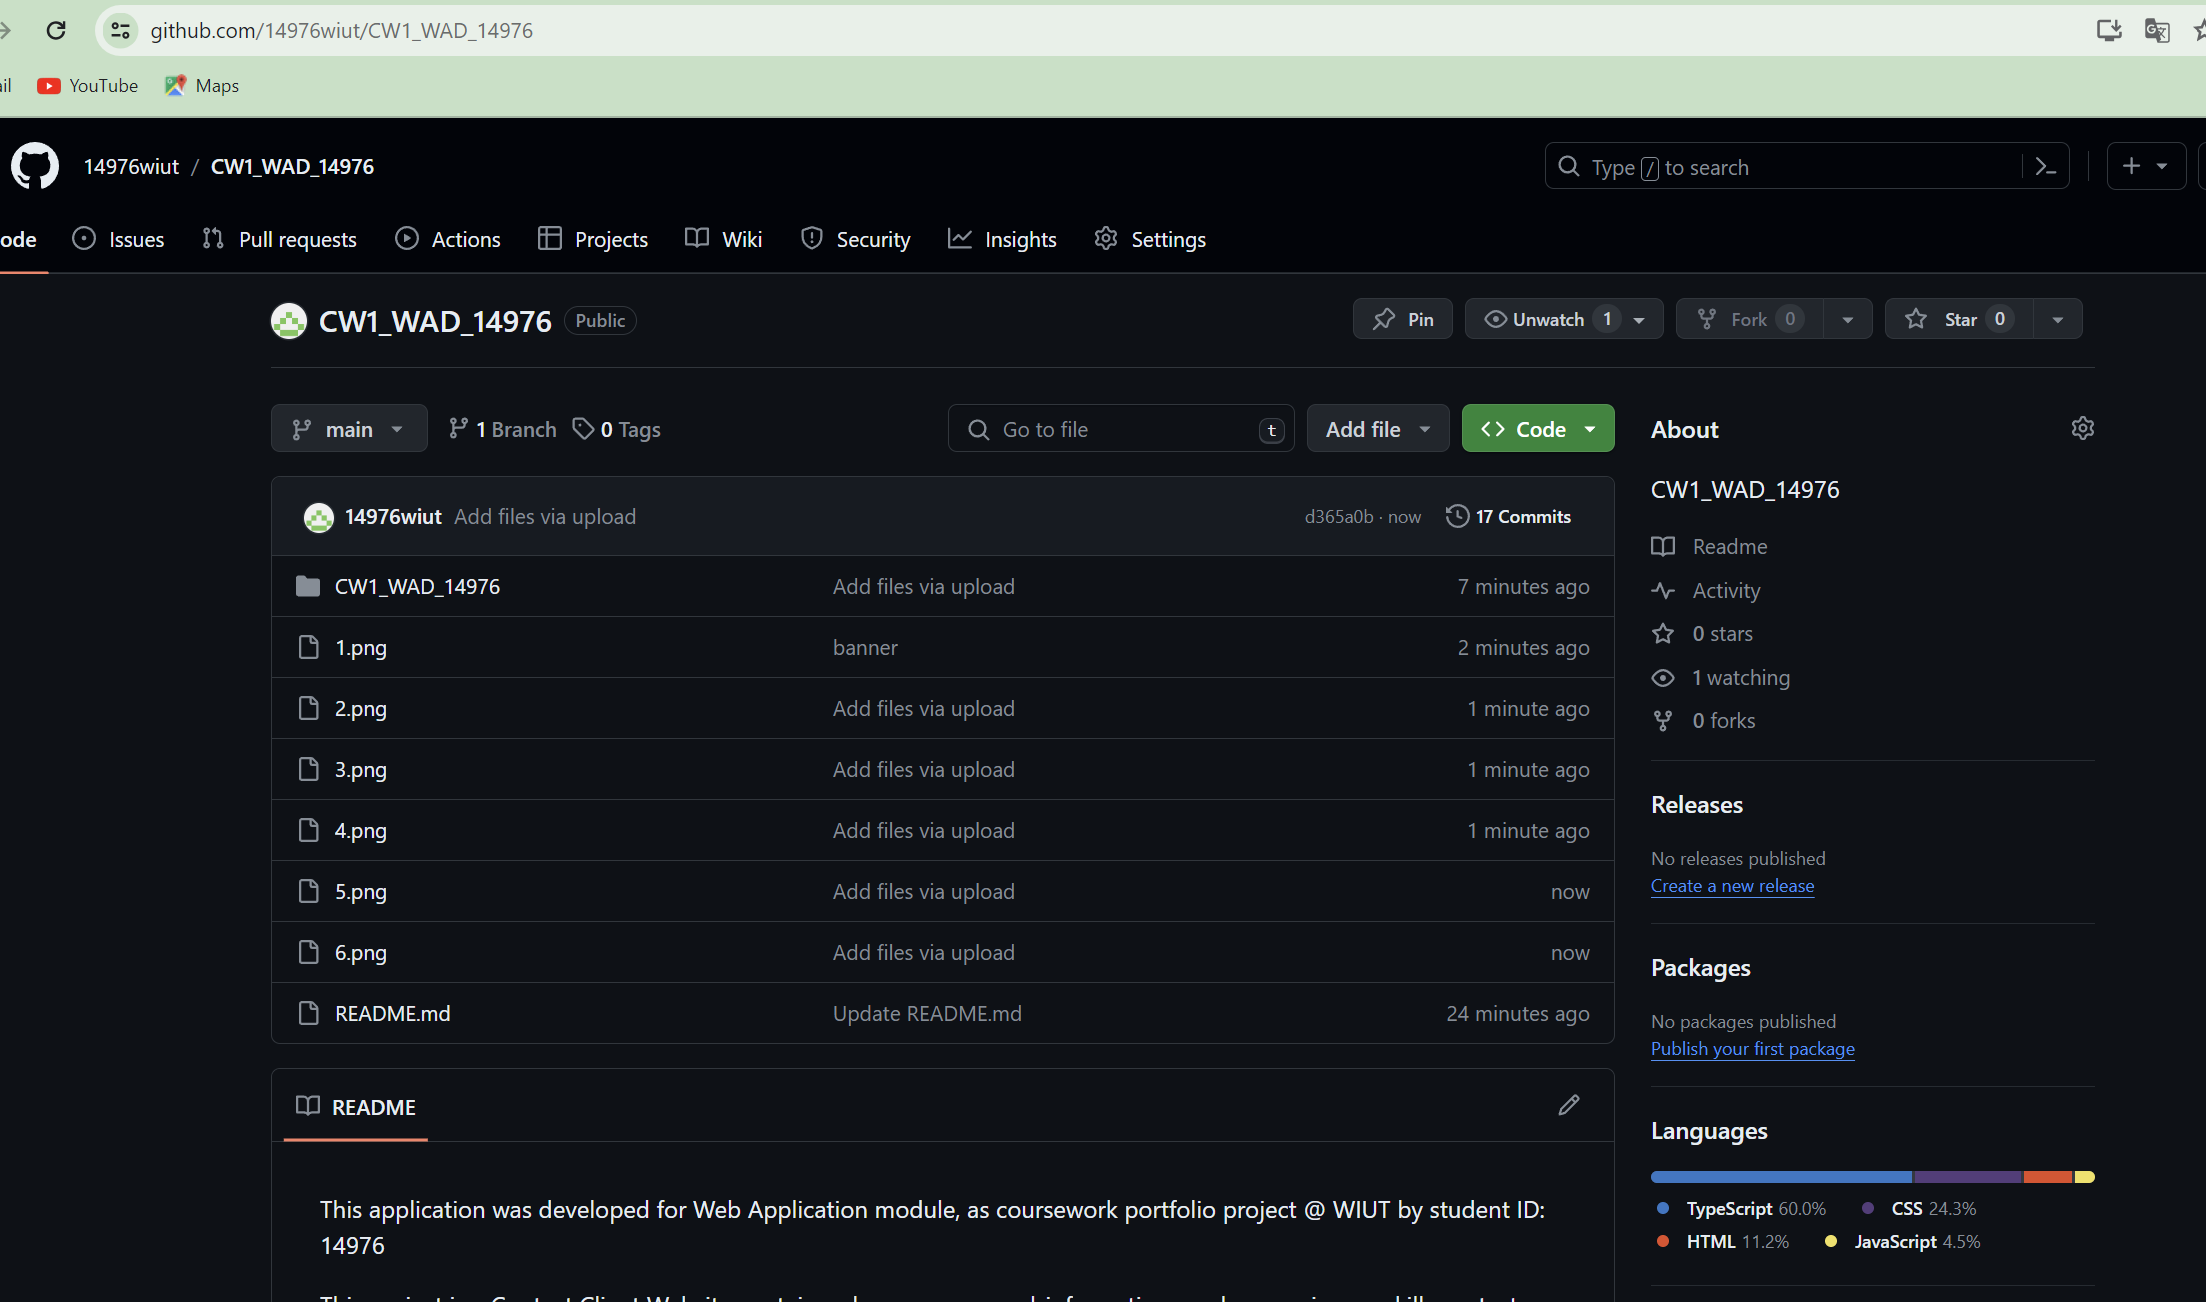 github.com/14976wiut/CW1_WAD_14976
YouTube Maps
14976wiut / CW1_WAD_14976
Type / to search
Issues Pull requests Actions Projects Wiki Security Insights Settings
CW1_WAD_14976 Public
Pin Unwatch 1 Fork 0 Star 0
main 1 Branch 0 Tags Go to file t Add file Code
14976wiut Add files via upload d365a0b · now 17 Commits
CW1_WAD_14976 Add files via upload 7 minutes ago
1.png banner 2 minutes ago
2.png Add files via upload 1 minute ago
3.png Add files via upload 1 minute ago
4.png Add files via upload 1 minute ago
5.png Add files via upload now
6.png Add files via upload now
README.md Update README.md 24 minutes ago
README
This application was developed for Web Application module, as coursework portfolio project @ WIUT by student ID:
14976
About
CW1_WAD_14976
Readme
Activity
0 stars
1 watching
0 forks
Releases
No releases published
Create a new release
Packages
No packages published
Publish your first package
Languages
TypeScript 60.0% CSS 24.3%
HTML 11.2% JavaScript 4.5%